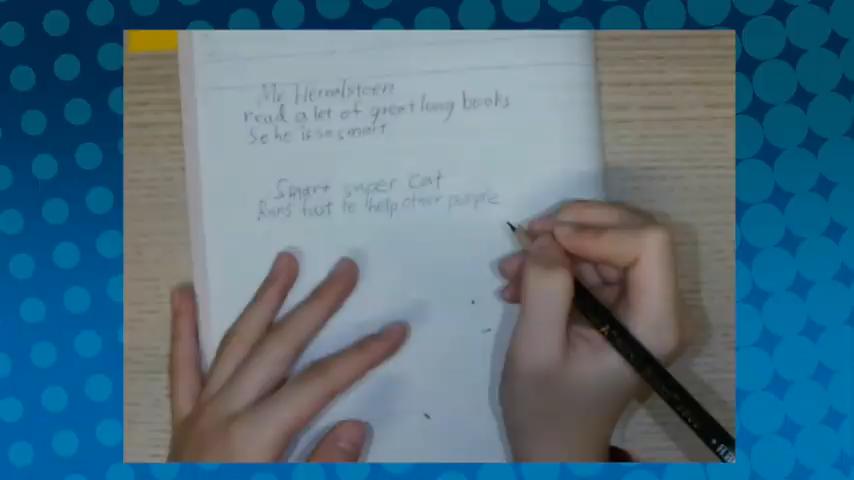 Mr Hemelsteen
read a lot of great long books
So he is so smart
Smart super cat
Runs fast to help other people